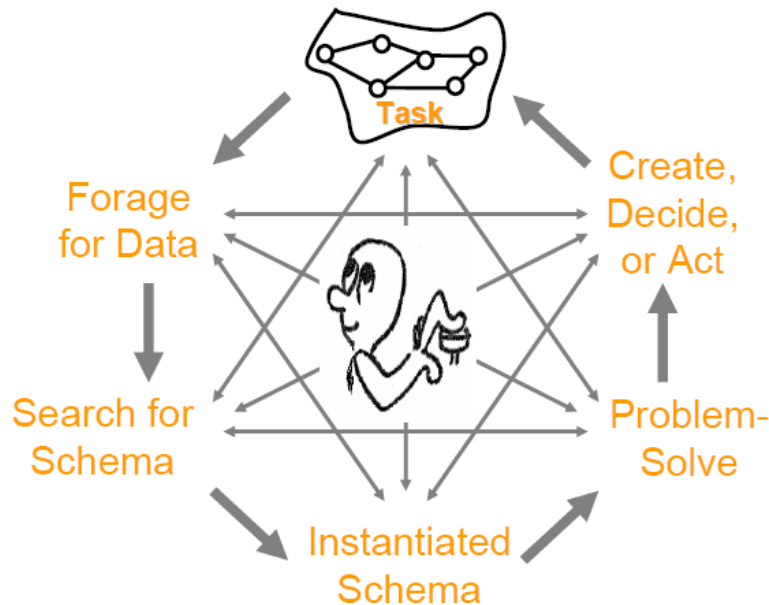 Task
Forage
for Data
Create,
Decide,
or Act
Search for
Schema
Problem-
Solve
Instantiated
Schema